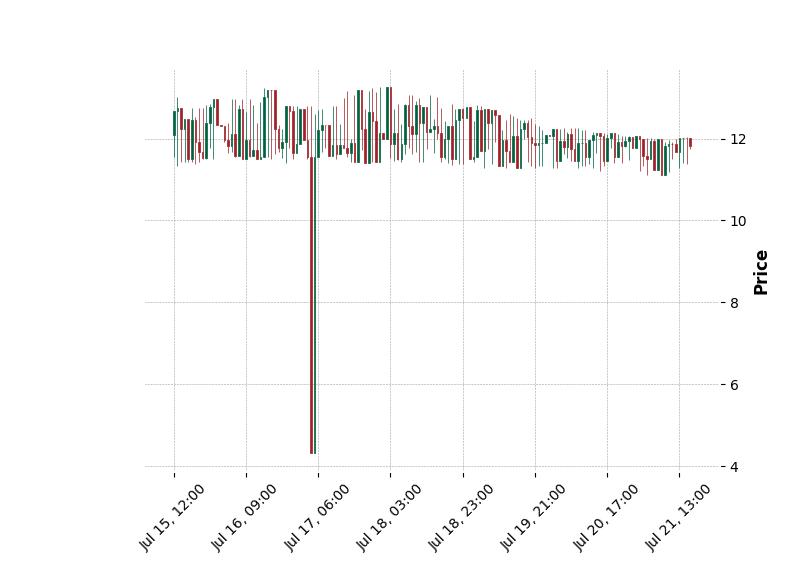 12
10
8
6
4
Price
Jul 15, 12:00
Jul 16, 09:00
Jul 17, 06:00
Jul 18, 03:00
Jul 18, 23:00
Jul 19, 21:00
Jul 20, 17:00
Jul 21, 13:00